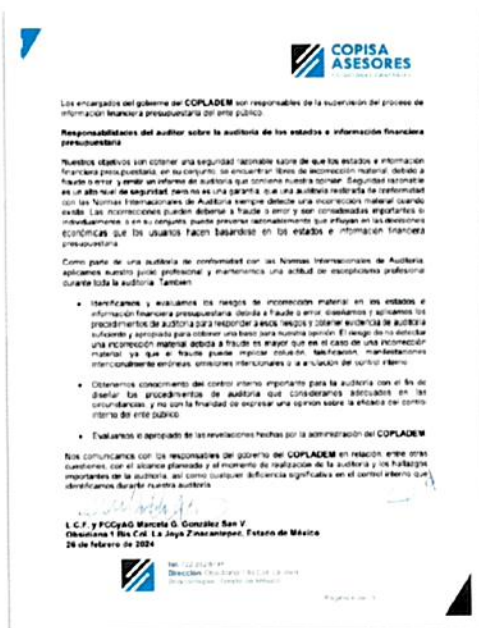 COPISA
ASESORES
Los encargados del gobierno del COPLADEM son responsables de la supervisión del proceso de
información financiera presupuestaria del ente público.
Responsabilidades del auditor sobre la auditoría de los estados e información financiera
presupuestaria
Nuestros objetivos son obtener una seguridad razonable sobre de que los estados e información
financiera presupuestaria, en su conjunto, se encuentran libres de incorrección material, debido a
fraude o error, y emitir un informe de auditoría que contiene nuestra opinión. Seguridad razonable
es un alto nivel de seguridad, pero no es una garantía, que una auditoría realizada de conformidad
con las Normas Internacionales de Auditoría siempre detecte una incorrección material cuando
exista. Las incorrecciones pueden deberse a fraude o error y son consideradas importantes si
individualmente, o en su conjunto, puede preverse razonablemente que influyan en las decisiones
económicas que los usuarios hacen basándose en los estados e información financiera
presupuestaria.
Como parte de una auditoría de conformidad con las Normas Internacionales de Auditoría,
aplicamos nuestro juicio profesional y mantenemos una actitud de escepticismo profesional
durante toda la auditoría. También:
• Identificamos y evaluamos los riesgos de incorrección material en los estados e
información financiera presupuestaria, debida a fraude o error, diseñamos y aplicamos los
procedimientos de auditoría para responder a esos riesgos y obtener evidencia de auditoría
suficiente y apropiada para obtener una base para nuestra opinión. El riesgo de no detectar
una incorrección material debida a fraude es mayor que en el caso de una incorrección
material, ya que el fraude puede implicar colusión, falsificación, manifestaciones
intencionalmente erróneas, omisiones intencionales o la anulación del control interno.
• Obtenemos conocimiento del control interno importante para la auditoría con el fin de
diseñar los procedimientos de auditoría que consideramos adecuados en las
circunstancias, y no con la finalidad de expresar una opinión sobre la eficacia del control
interno del ente público.
• Evaluamos lo apropiado de las revelaciones hechas por la administración del COPLADEM
Nos comunicamos con los responsables del gobierno del COPLADEM en relación, entre otras
cuestiones, con el alcance planeado y el momento de realización de la auditoría y los hallazgos
importantes de la auditoría, así como cualquier deficiencia significativa en el control interno que
identificamos durante nuestra auditoría.
L.C.F. y PCCyAG Marcela G. González San V.
Obsidiana 1 Bis Col. La Joya Zinacantepec, Estado de México
26 de febrero de 2024
Dirección